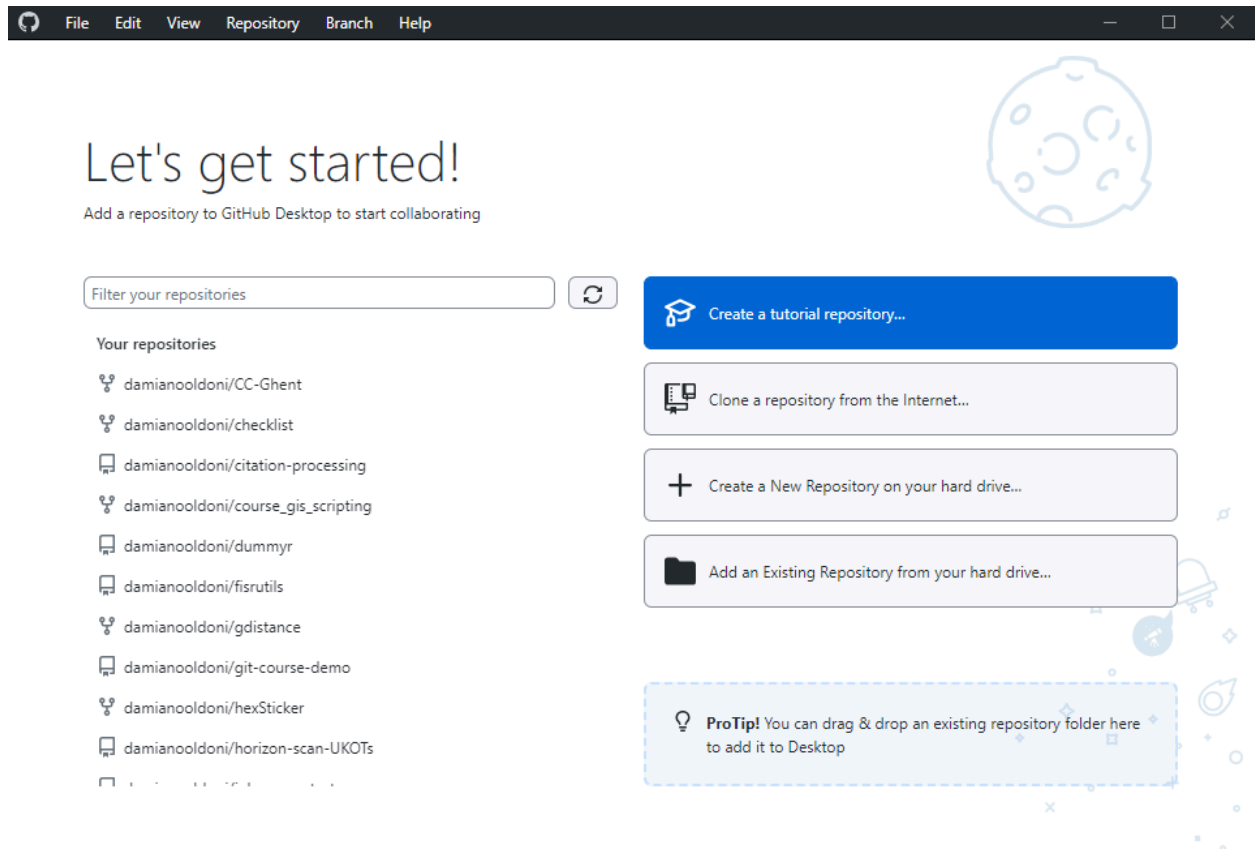 File Edit View Repository Branch Help
Let's get started!
Add a repository to GitHub Desktop to start collaborating
Filter your repositories
Your repositories
damianooldoni/CC-Ghent
damianooldoni/checklist
damianooldoni/citation-processing
damianooldoni/course_gis_scripting
damianooldoni/dummyr
damianooldoni/fisrutils
damianooldoni/gdistance
damianooldoni/git-course-demo
damianooldoni/hexSticker
damianooldoni/horizon-scan-UKOTs
Create a tutorial repository...
Clone a repository from the Internet...
Create a New Repository on your hard drive...
Add an Existing Repository from your hard drive...
ProTip! You can drag & drop an existing repository folder here
to add it to Desktop